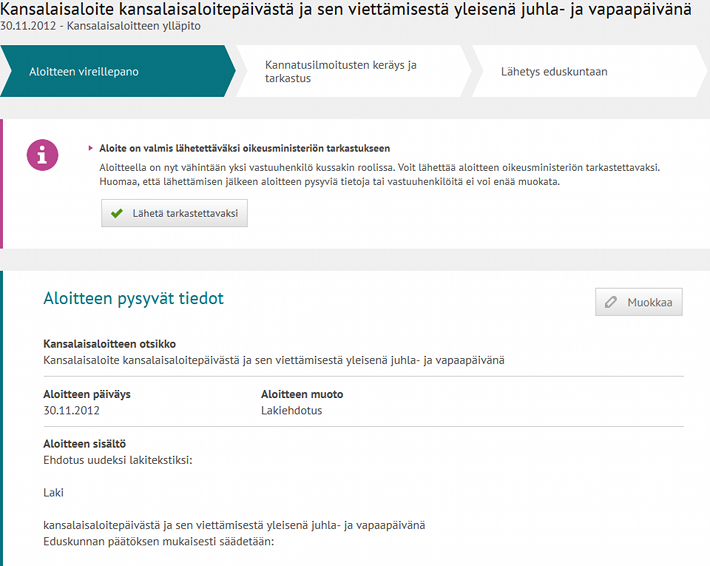 Kansalaisaloite kansalaisaloitepäivästä ja sen viettämisestä yleisenä juhla- ja vapaapäivänä
30.11.2012 - Kansalaisaloitteen ylläpito
Aloitteen vireillepano
Kannatusilmoitusten keräys ja
tarkastus
Lähetys eduskuntaan
Aloite on valmis lähetettäväksi oikeusministeriön tarkastukseen
Aloitteella on nyt vähintään yksi vastuuhenkilö kussakin roolissa. Voit lähettää aloitteen oikeusministeriön tarkastettavaksi.
Huomaa, että lähettämisen jälkeen aloitteen pysyviä tietoja tai vastuuhenkilöitä ei voi enää muokata.
Lähetä tarkastettavaksi
Aloitteen pysyvät tiedot
Muokkaa
Kansalaisaloitteen otsikko
Kansalaisaloite kansalaisaloitepäivästä ja sen viettämisestä yleisenä juhla- ja vapaapäivänä
Aloitteen päiväys
Aloitteen muoto
30.11.2012
Lakiehdotus
Aloitteen sisältö
Ehdotus uudeksi lakitekstiksi:
Laki
kansalaisaloitepäivästä ja sen viettämisestä yleisenä juhla- ja vapaapäivänä
Eduskunnan päätöksen mukaisesti säädetään: